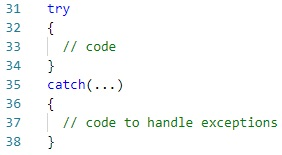 31 try
32 {
33 // code
34 }
35 catch(...)
36 {
37 // code to handle exceptions
38 }